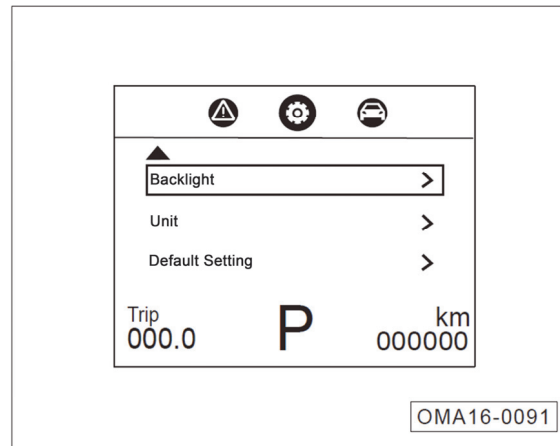 Backlight
Unit
Default Setting
Trip
000.0
P
km
000000
OMA16-0091